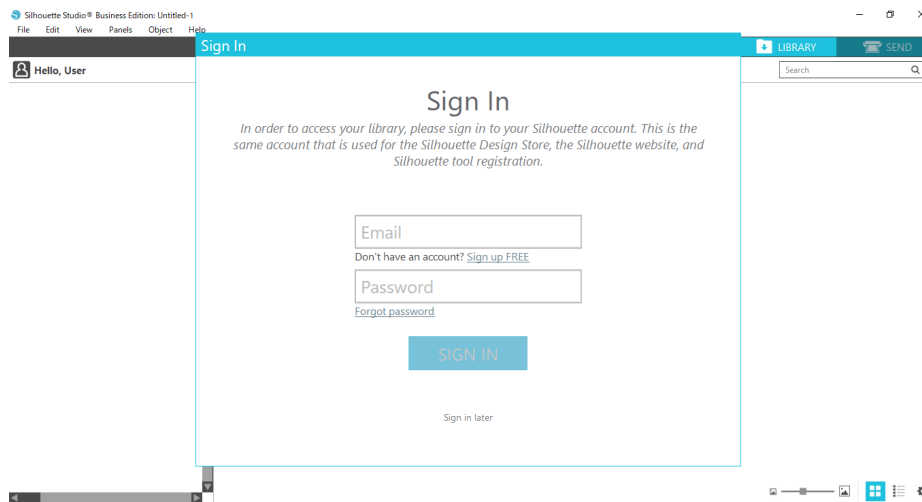 Silhouette Studio® Business Edition: Untitled-1
File Edit View Panels Object Help
Sign In
LIBRARY
SEND
Hello, User
Search
Sign In
In order to access your library, please sign in to your Silhouette account. This is the
same account that is used for the Silhouette Design Store, the Silhouette website, and
Silhouette tool registration.
Email
Don't have an account? Sign up FREE
Password
Forgot password
SIGN IN
Sign in later